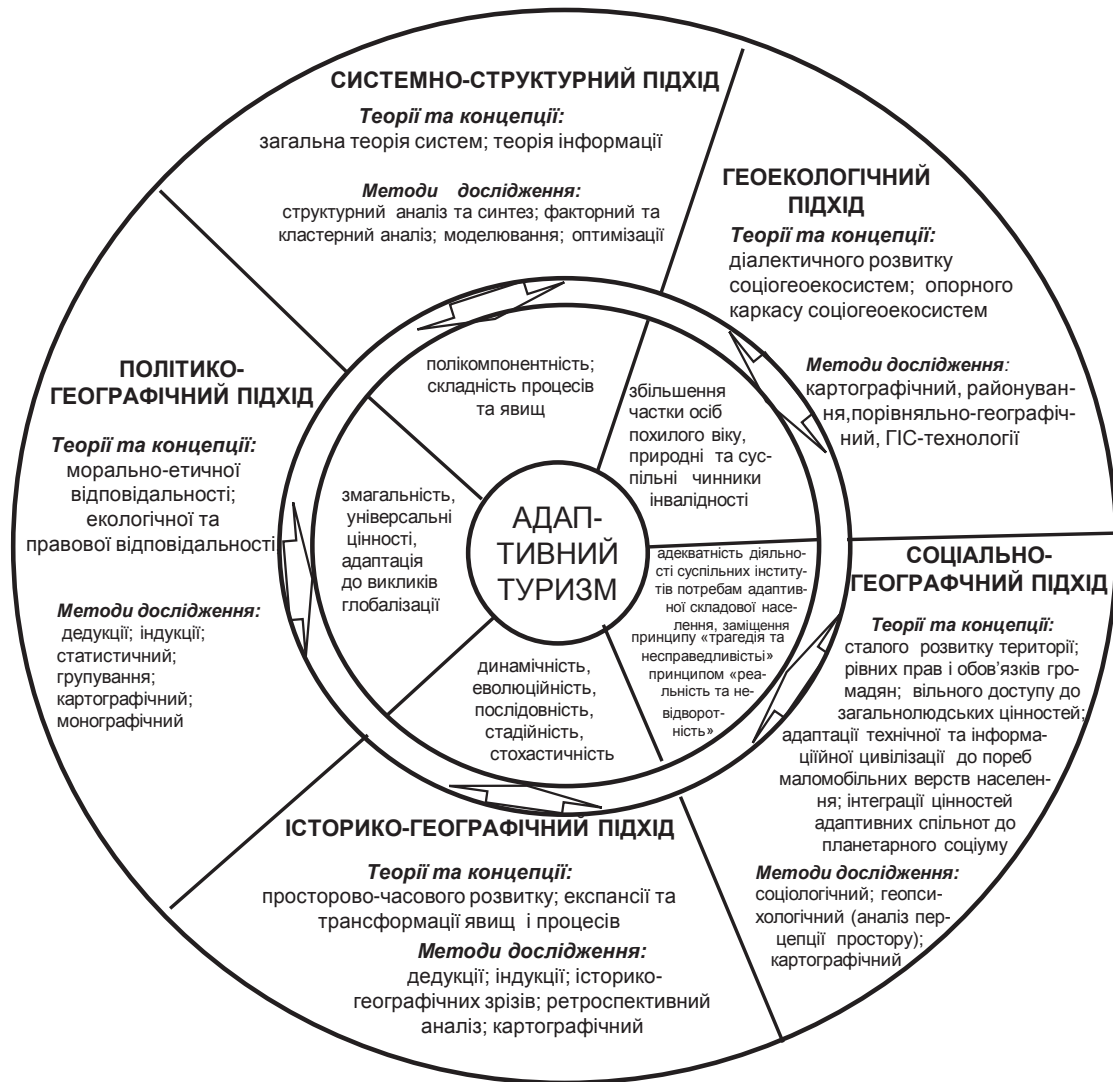 СИСТЕМНО-СТРУКТУРНИЙ ПІДХІД
Теорії та концепції:
загальна теорія систем; теорія інформації
Методи дослідження:
структурний аналіз та синтез; факторний та
кластерний аналіз; моделювання; оптимізації
ГЕОЕКОЛОГІЧНИЙ
ПІДХІД
Теорії та концепції:
діалектичного розвитку
соціогеоекосистем; опорного
каркасу соціогеоекосистем
Методи дослідження:
картографічний, районуван-
ня,порівняльно-географіч-
ний, ГІС-технології
СОЦІАЛЬНО-
ГЕОГРАФЧНИЙ ПІДХІД
Теорії та концепції:
сталого розвитку території;
рівних прав і обов’язків гро-
мадян; вільного доступу до
загальнолюдських цінностей;
адаптації технічної та інформа-
ціїйної цивілізації до пореб
маломобільних верств населен-
ня; інтеграції цінностей
адаптивних спільнот до
планетарного соціуму
Методи дослідження:
соціологічний; геопси-
хологічний (аналіз пер-
цепції простору);
картографічний
ІСТОРИКО-ГЕОГРАФІЧНИЙ ПІДХІД
Теорії та концепції:
просторово-часового розвитку; експансії та
трансформації явищ і процесів
Методи дослідження:
дедукції; індукції; історико-
географічних зрізів; ретроспективний
аналіз; картографічний
ПОЛІТИКО-
ГЕОГРАФІЧНИЙ ПІДХІД
Теорії та концепції:
морально-етичної
відповідальності;
екологічної та
правової відповідальності
Методи дослідження:
дедукції; індукції;
статистичний;
групування;
картографічний;
монографічний
полікомпонентність;
складність процесів
та явищ
збільшення
частки осіб
похилого віку,
природні та сус-
пільні чинники
інвалідності
адекватність діяльно-
сті суспільних інститу-
тів потребам адаптив-
ної складової насе-
лення, заміщення
принципу «трагедія та
несправедливістьі»
принципом «реа-
льність та не-
відворот-
ність»
динамічність,
еволюційність,
послідовність,
стадійність,
стохастичність
змагальність,
універсальні
цінності,
адаптація
до викликів
глобалізації
АДАП-
ТИВНИЙ
ТУРИЗМ